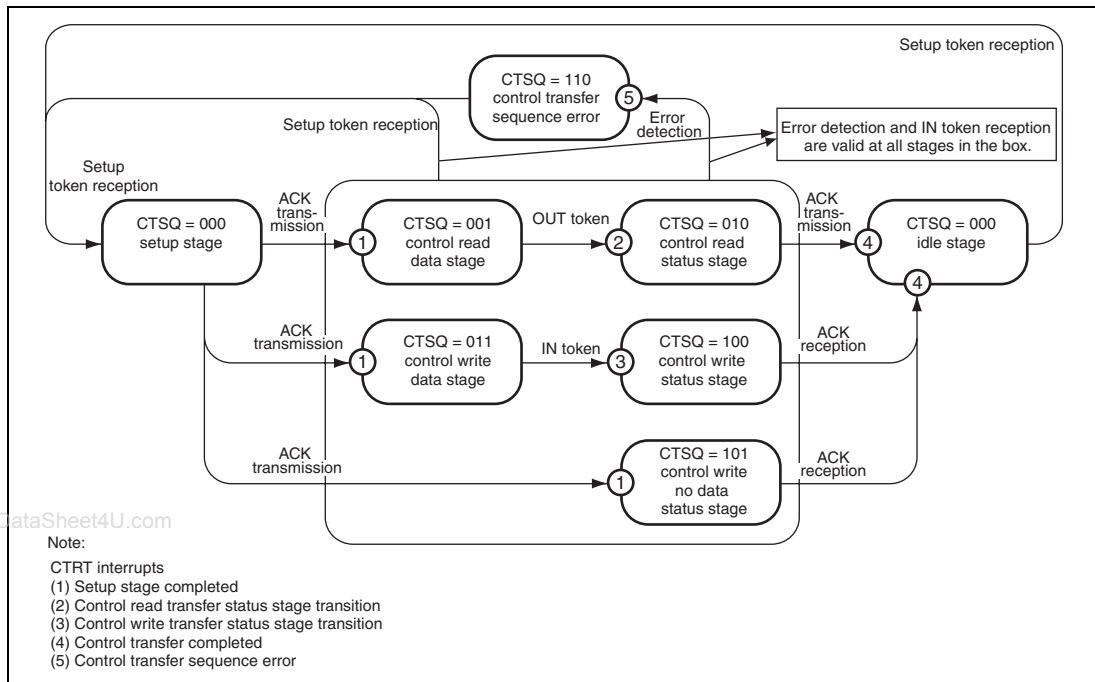 Setup token reception
CTSQ = 110
control transfer
sequence error
5
Setup token reception
Error
detection
Error detection and IN token reception
are valid at all stages in the box.
Setup
token reception
CTSQ = 000
setup stage
ACK
trans-
mission
1
CTSQ = 001
control read
data stage
OUT token
2
CTSQ = 010
control read
status stage
ACK
trans-
mission
4
CTSQ = 000
idle stage
4
ACK
transmission
1
CTSQ = 011
control write
data stage
IN token
3
CTSQ = 100
control write
status stage
ACK
reception
ACK
transmission
1
CTSQ = 101
control write
no data
status stage
ACK
reception
DataSheet4U.com
Note:
CTRT interrupts
(1) Setup stage completed
(2) Control read transfer status stage transition
(3) Control write transfer status stage transition
(4) Control transfer completed
(5) Control transfer sequence error